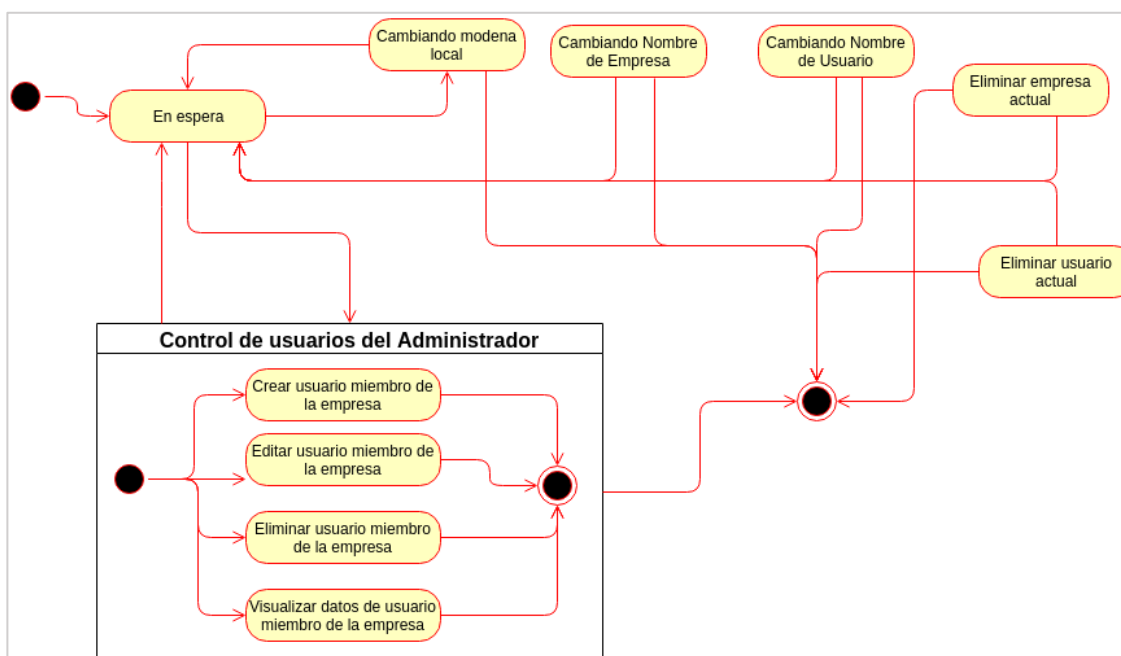 Cambiando modena
local
Cambiando Nombre
de Empresa
Cambiando Nombre
de Usuario
Eliminar empresa
actual
En espera
Eliminar usuario
actual
Control de usuarios del Administrador
Crear usuario miembro de
la empresa
Editar usuario miembro de
la empresa
Eliminar usuario miembro
de la empresa
Visualizar datos de usuario
miembro de la empresa